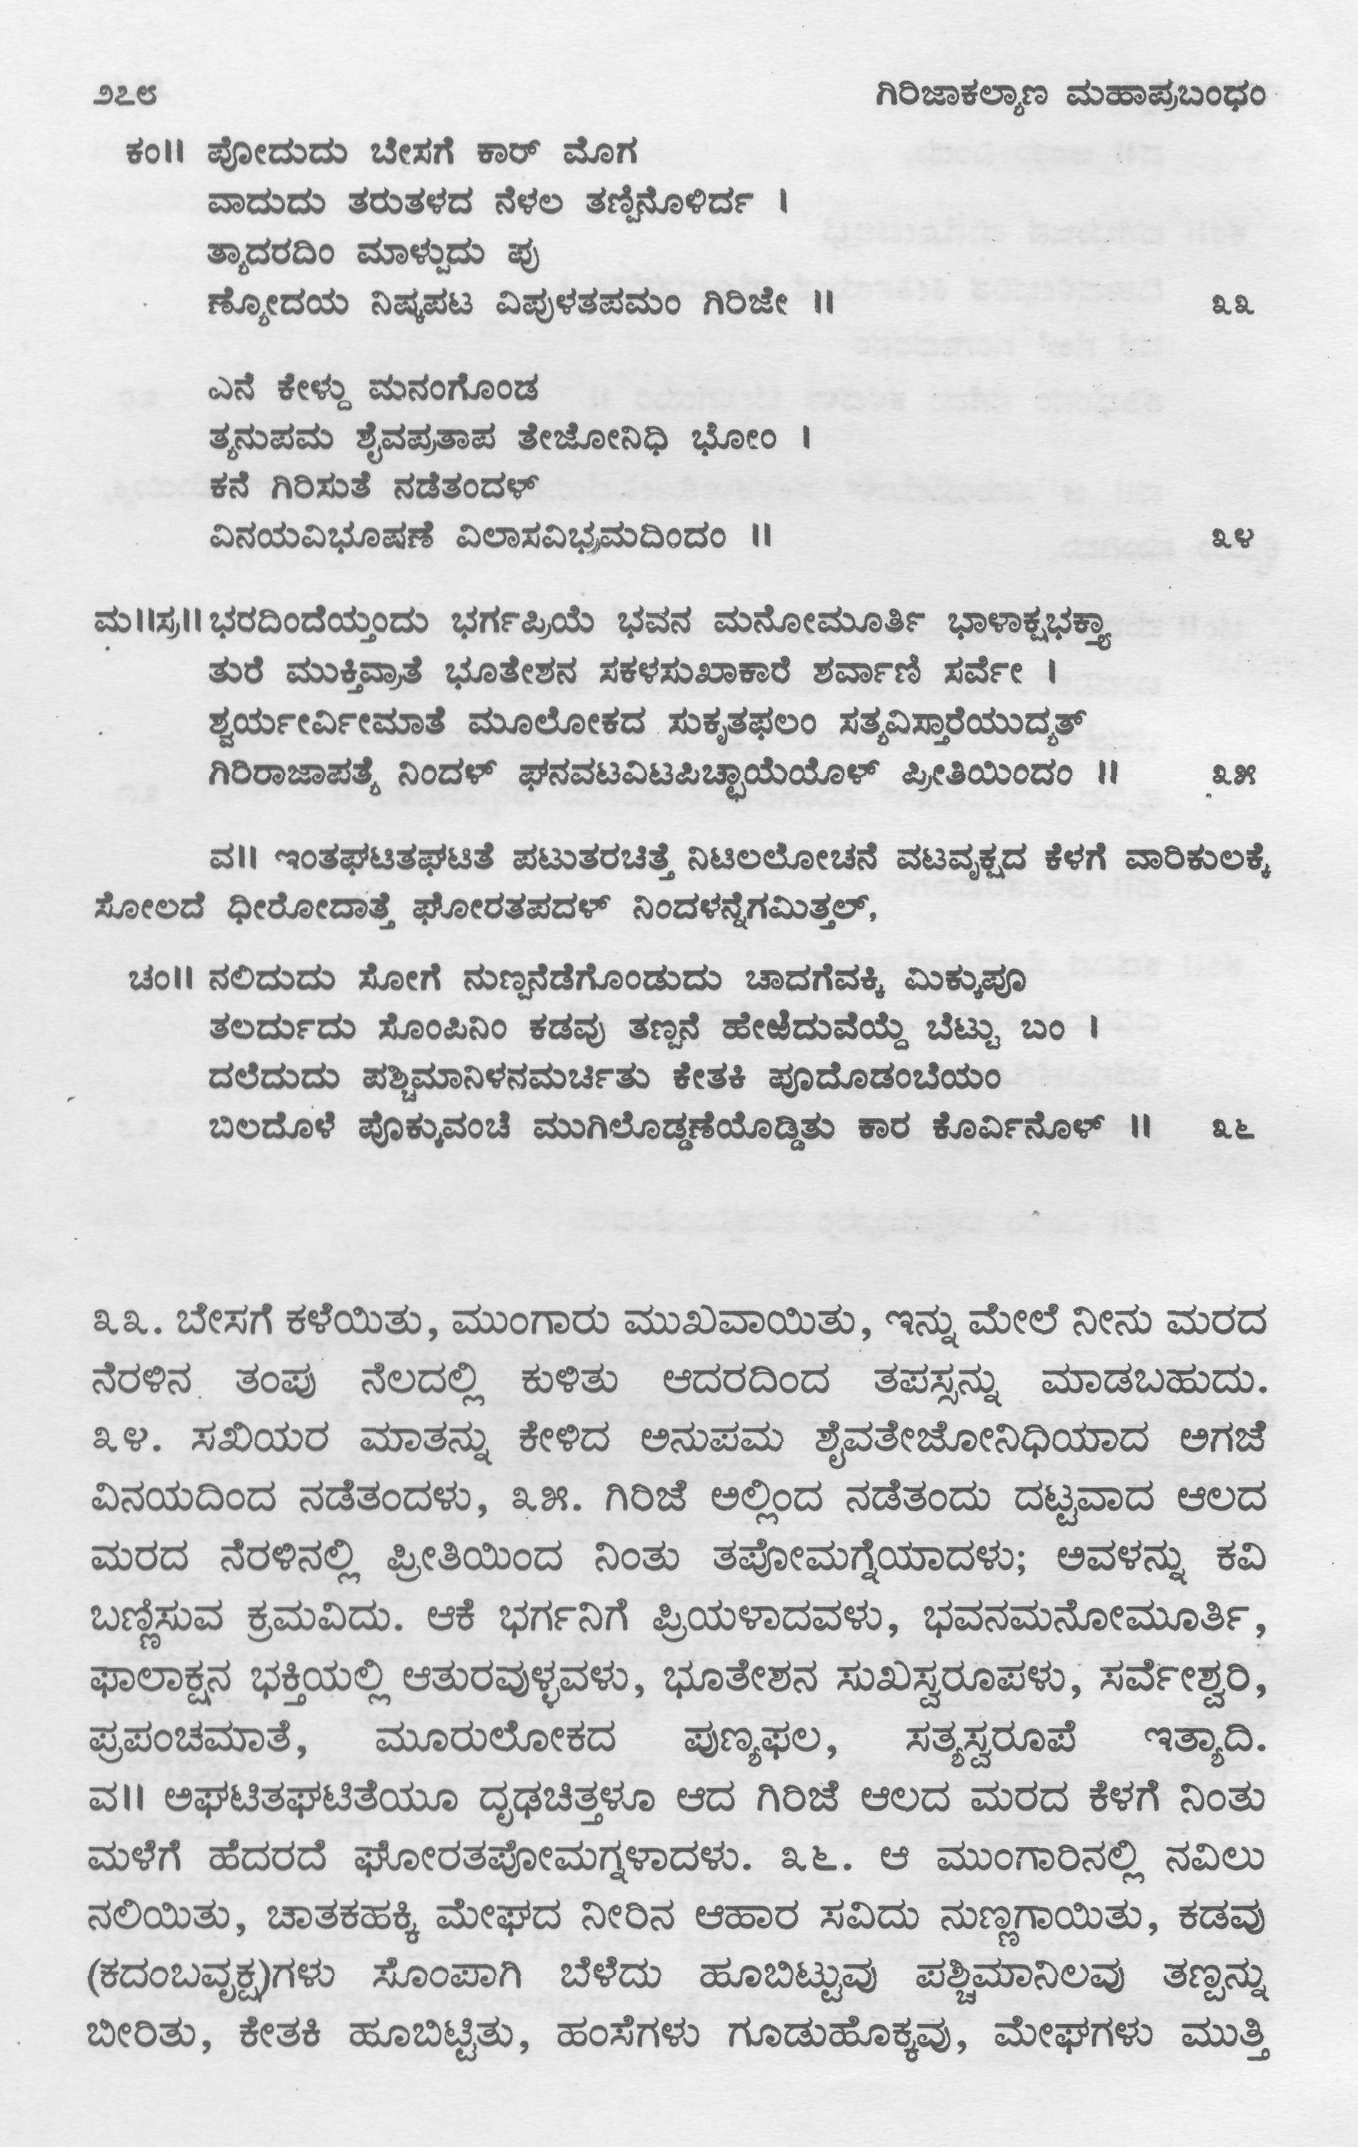 ೨೭೮ ಗಿರಿಜಾಕಲ್ಯಾಣ ಮಹಾಪ್ರಬಂಧಂ
ಕಂ॥ ಪೋದುದು ಬೇಸಗೆ ಕಾರ್ ಮೊಗ
ವಾದುದು ತರುತಳದ ನೆಳಲ ತಣ್ಪಿನೊಳಿರ್ದ ।
ತ್ಯಾದರದಿಂ ಮಾಳ್ಪುದು ಪು
ಣ್ಯೋದಯ ನಿಷ್ಕಪಟ ವಿಪುಳತಪಮಂ ಗಿರಿಜೇ ॥ ೩೩
ಎನೆ ಕೇಳ್ದು ಮನಂಗೊಂಡ
ತ್ಯನುಪಮ ಶೈವಪ್ರತಾಪ ತೇಜೋನಿಧಿ ಭೋಂ ।
ಕನೆ ಗಿರಿಸುತೆ ನಡೆತಂದಳ್
ವಿನಯವಿಭೂಷಣೆ ವಿಲಾಸವಿಭ್ರಮದಿಂದಂ ॥ ೩೪
ಮ॥ಸ್ರ॥ ಭರದಿಂದೆಯ್ತಂದು ಭರ್ಗಪ್ರಿಯೆ ಭವನ ಮನೋಮೂರ್ತಿ ಭಾಳಾಕ್ಷಭಕ್ತ್ಯಾ
ತುರೆ ಮುಕ್ತಿವ್ರಾತೆ ಭೂತೇಶನ ಸಕಳಸುಖಾಕಾರೆ ಶರ್ವಾಣಿ ಸರ್ವೇ ।
ಶ್ವರ್ಯೀರ್ವೀಮಾತೆ ಮೂಲೋಕದ ಸುಕೃತಫಲಂ ಸತ್ಯವಿಸ್ತಾರೆಯುದ್ಯತ್
ಗಿರಿರಾಜಾಪತ್ಯೆ ನಿಂದಳ್ ಘನವಟವಿಟಪಿಚ್ಛಾಯೆಯೊಳ್ ಪ್ರೀತಿಯಿಂದಂ ॥ ೩೫
ವ॥ ಇಂತಘಟಿತಘಟಿತೆ ಪಟುತರಚಿತ್ತೆ ನಿಟಿಲಲೋಚನೆ ವಟವೃಕ್ಷದ ಕೆಳಗೆ ವಾರಿಕುಲಕ್ಕೆ
ಸೋಲದೆ ಧೀರೋದಾತ್ತೆ ಘೋರತಪದಳ್ ನಿಂದಳನ್ನೆಗಮಿತ್ತಲ್,
ಚಂ॥ ನಲಿದುದು ಸೋಗೆ ನುಣ್ಪನೆಡೆಗೊಂಡುದು ಚಾದಗೆವಕ್ಕಿ ಮಿಕ್ಕುಪೂ
ತಲರ್ದುದು ಸೊಂಪಿನಿಂ ಕಡವು ತಣ್ಪನೆ ಹೇಱಿದುವೆಯ್ದೆ ಬೆಟ್ಟು ಬಂ ।
ದಲೆದುದು ಪಶ್ಚಿಮಾನಿಳನಮರ್ಚಿತು ಕೇತಕಿ ಪೂದೊಡಂಚೆಯಂ
ಬಿಲದೊಳೆ ಪೊಕ್ಕುವಂಚೆ ಮುಗಿಲೊಡ್ಡಣೆಯೊಡ್ಡಿತು ಕಾರ ಕೊರ್ವಿನೊಳ್ ॥ ೩೬
೩೩. ಬೇಸಗೆ ಕಳೆಯಿತು, ಮುಂಗಾರು ಮುಖವಾಯಿತು, ಇನ್ನು ಮೇಲೆ ನೀನು ಮರದ
ನೆರಳಿನ ತಂಪು ನೆಲದಲ್ಲಿ ಕುಳಿತು ಆದರದಿಂದ ತಪಸ್ಸನ್ನು ಮಾಡಬಹುದು.
೩೪. ಸಖಿಯರ ಮಾತನ್ನು ಕೇಳಿದ ಅನುಪಮ ಶೈವತೇಜೋನಿಧಿಯಾದ ಅಗಜೆ
ವಿನಯದಿಂದ ನಡೆತಂದಳು, ೩೫. ಗಿರಿಜೆ ಅಲ್ಲಿಂದ ನಡೆತಂದು ದಟ್ಟವಾದ ಆಲದ
ಮರದ ನೆರಳಿನಲ್ಲಿ ಪ್ರೀತಿಯಿಂದ ನಿಂತು ತಪೋಮಗ್ನೆಯಾದಳು; ಅವಳನ್ನು ಕವಿ
ಬಣ್ಣಿಸುವ ಕ್ರಮವಿದು. ಆಕೆ ಭರ್ಗನಿಗೆ ಪ್ರಿಯಳಾದವಳು, ಭವನಮನೋಮೂರ್ತಿ,
ಫಾಲಾಕ್ಷನ ಭಕ್ತಿಯಲ್ಲಿ ಆತುರವುಳ್ಳವಳು, ಭೂತೇಶನ ಸುಖಸ್ವರೂಪಳು, ಸರ್ವೇಶ್ವರಿ,
ಪ್ರಪಂಚಮಾತೆ, ಮೂರುಲೋಕದ ಪುಣ್ಯಫಲ, ಸತ್ಯಸ್ವರೂಪೆ ಇತ್ಯಾದಿ.
ವ॥ ಅಘಟಿತಘಟಿತೆಯೂ ದೃಢಚಿತ್ತಳೂ ಆದ ಗಿರಿಜೆ ಆಲದ ಮರದ ಕೆಳಗೆ ನಿಂತು
ಮಳೆಗೆ ಹೆದರದೆ ಘೋರತಪೋಮಗ್ನಳಾದಳು. ೩೬. ಆ ಮುಂಗಾರಿನಲ್ಲಿ ನವಿಲು
ನಲಿಯಿತು, ಚಾತಕಹಕ್ಕಿ ಮೇಘದ ನೀರಿನ ಆಹಾರ ಸವಿದು ನುಣ್ಣಗಾಯಿತು, ಕಡವು
(ಕದಂಬವೃಕ್ಷ)ಗಳು ಸೊಂಪಾಗಿ ಬೆಳೆದು ಹೂಬಿಟ್ಟುವು ಪಶ್ಚಿಮಾನಿಲವು ತಣ್ಪನ್ನು
ಬೀರಿತು, ಕೇತಕಿ ಹೂಬಿಟ್ಟಿತು, ಹಂಸೆಗಳು ಗೂಡುಹೊಕ್ಕವು, ಮೇಘಗಳು ಮುತ್ತಿ